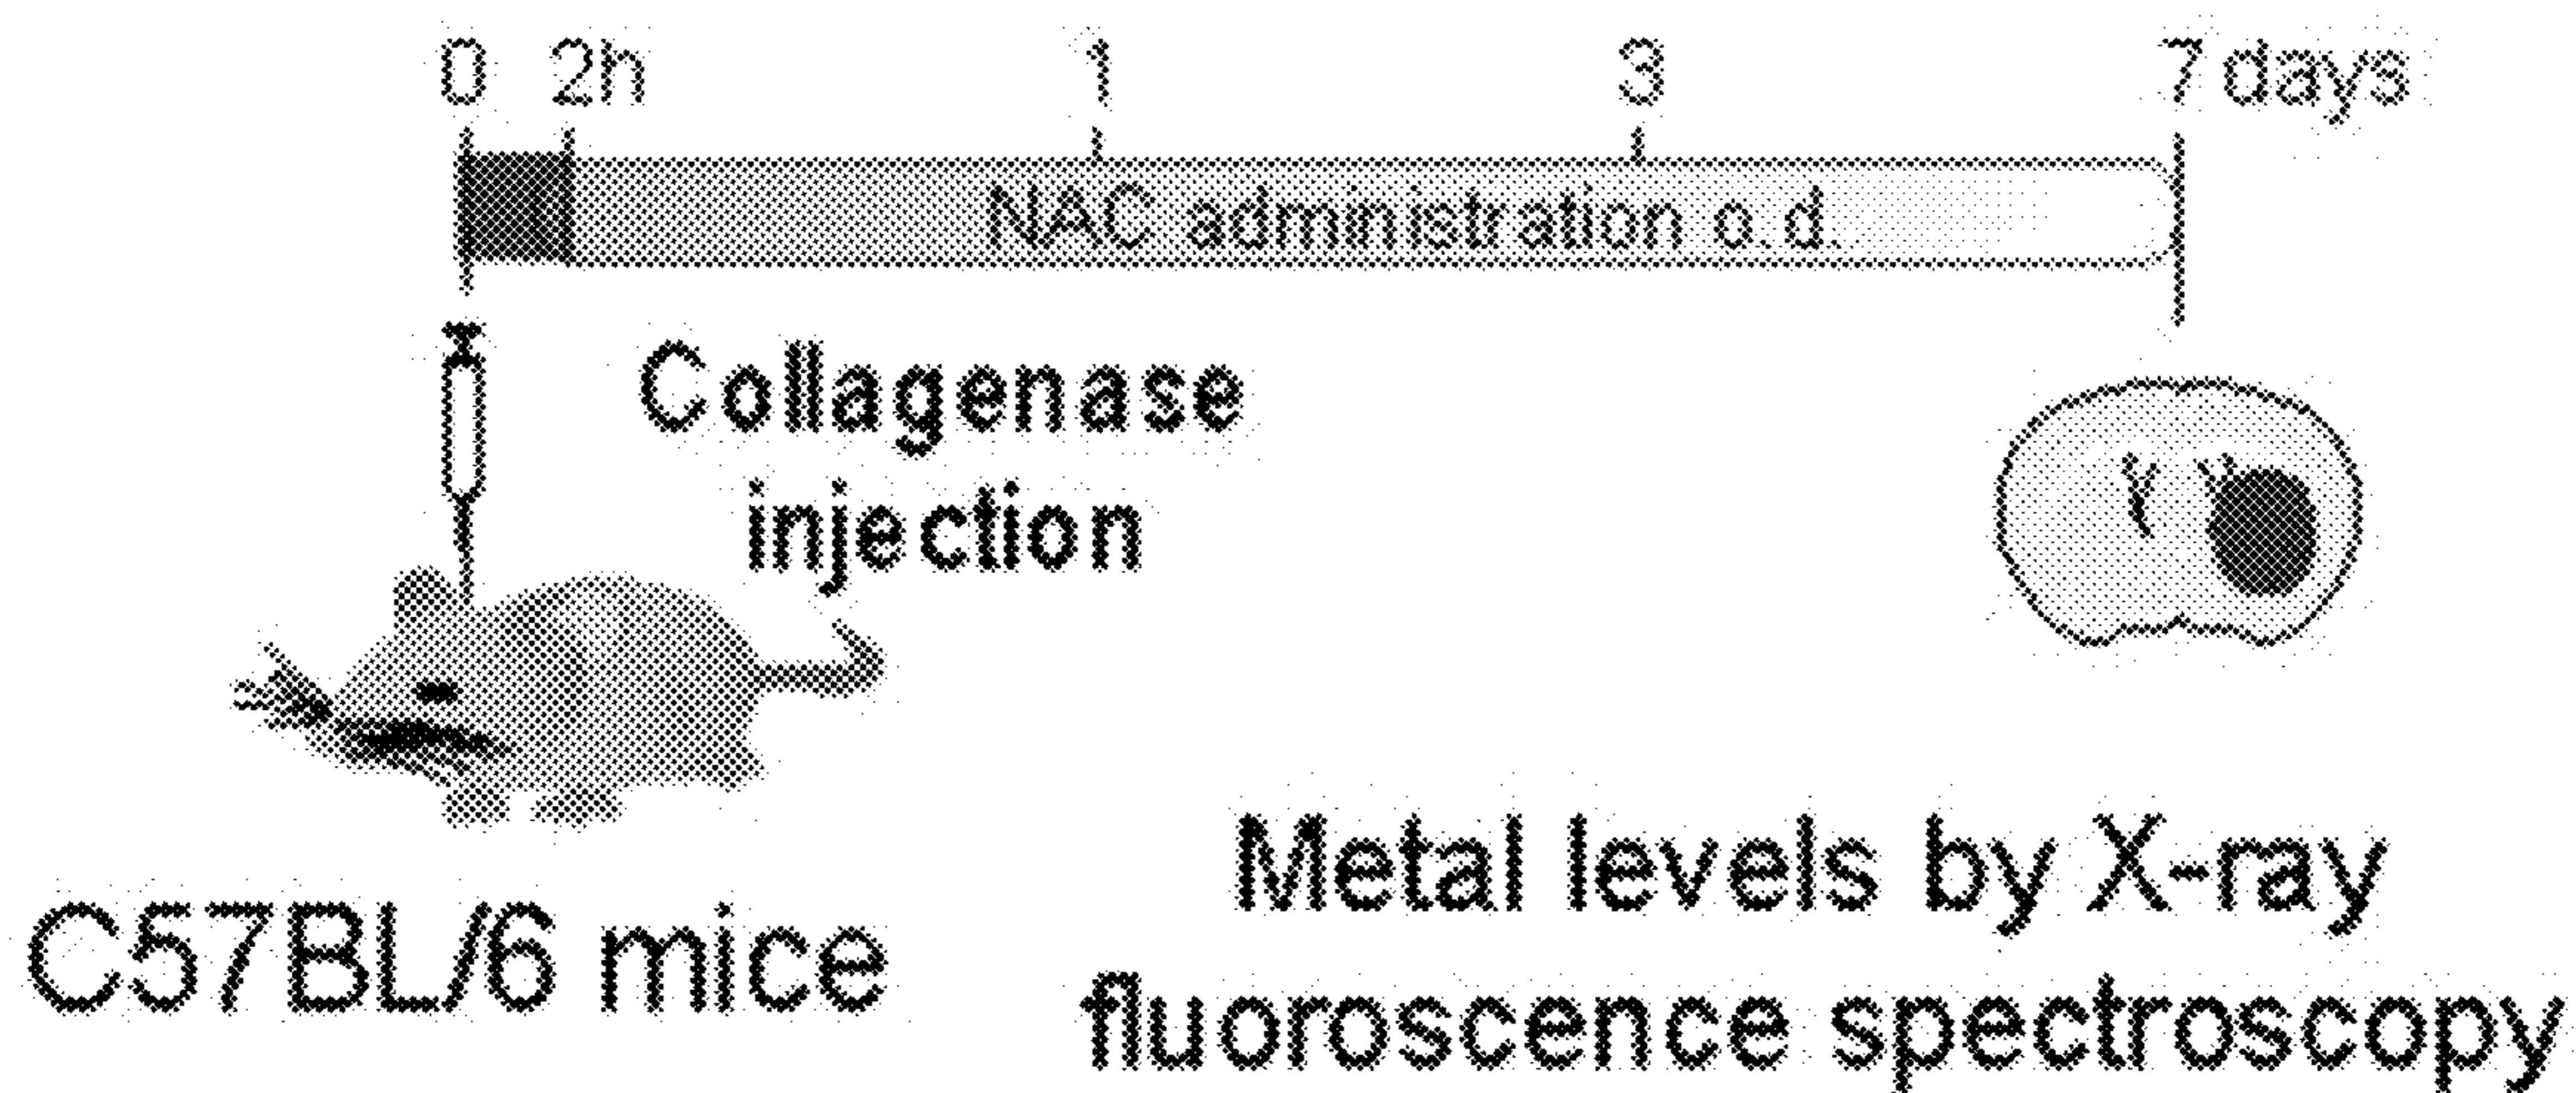 0 2h 1 3 7 days
NAC administration o.d.
Collagenase
injection
C57BL/6 mice
Metal levels by X-ray
fluoroscence spectroscopy